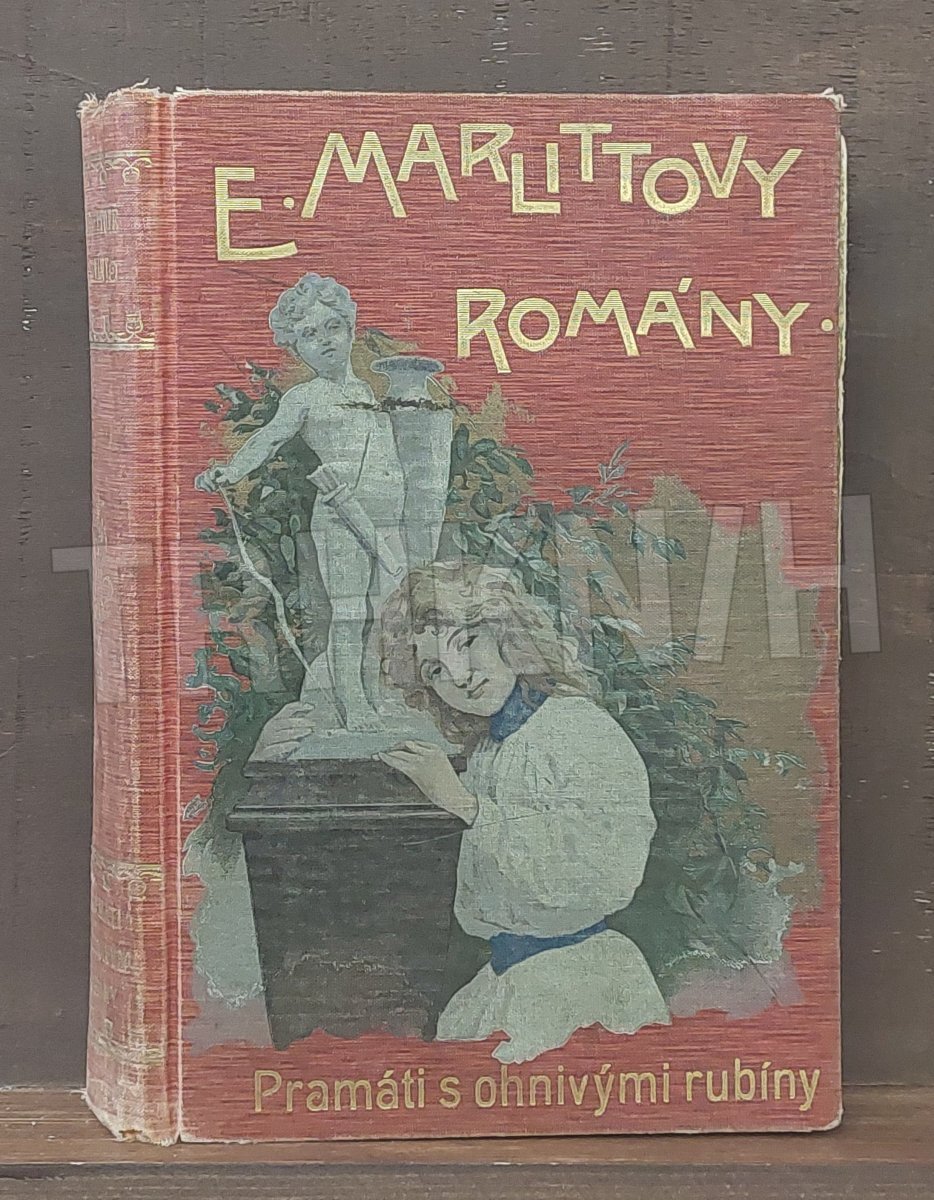 E. MARLITTOVY
ROMÁNY.
Pramáti s ohnivými rubíny